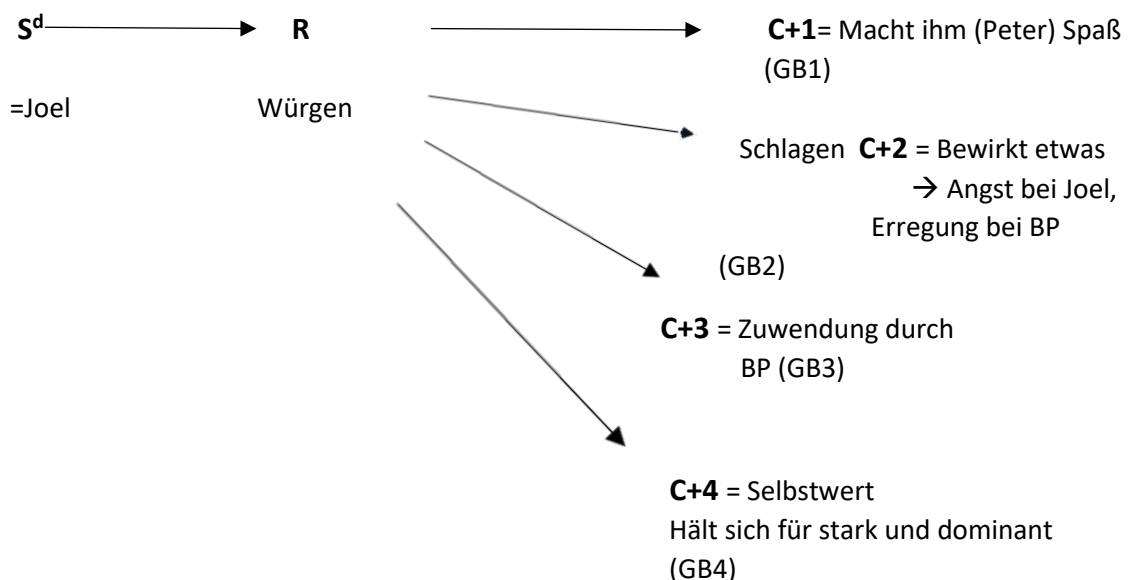 Sᵈ R C+1= Macht ihm (Peter) Spaß
(GB1)
=Joel Würgen
Schlagen C+2 = Bewirkt etwas
→ Angst bei Joel,
Erregung bei BP
(GB2)
C+3 = Zuwendung durch
BP (GB3)
C+4 = Selbstwert
Hält sich für stark und dominant
(GB4)